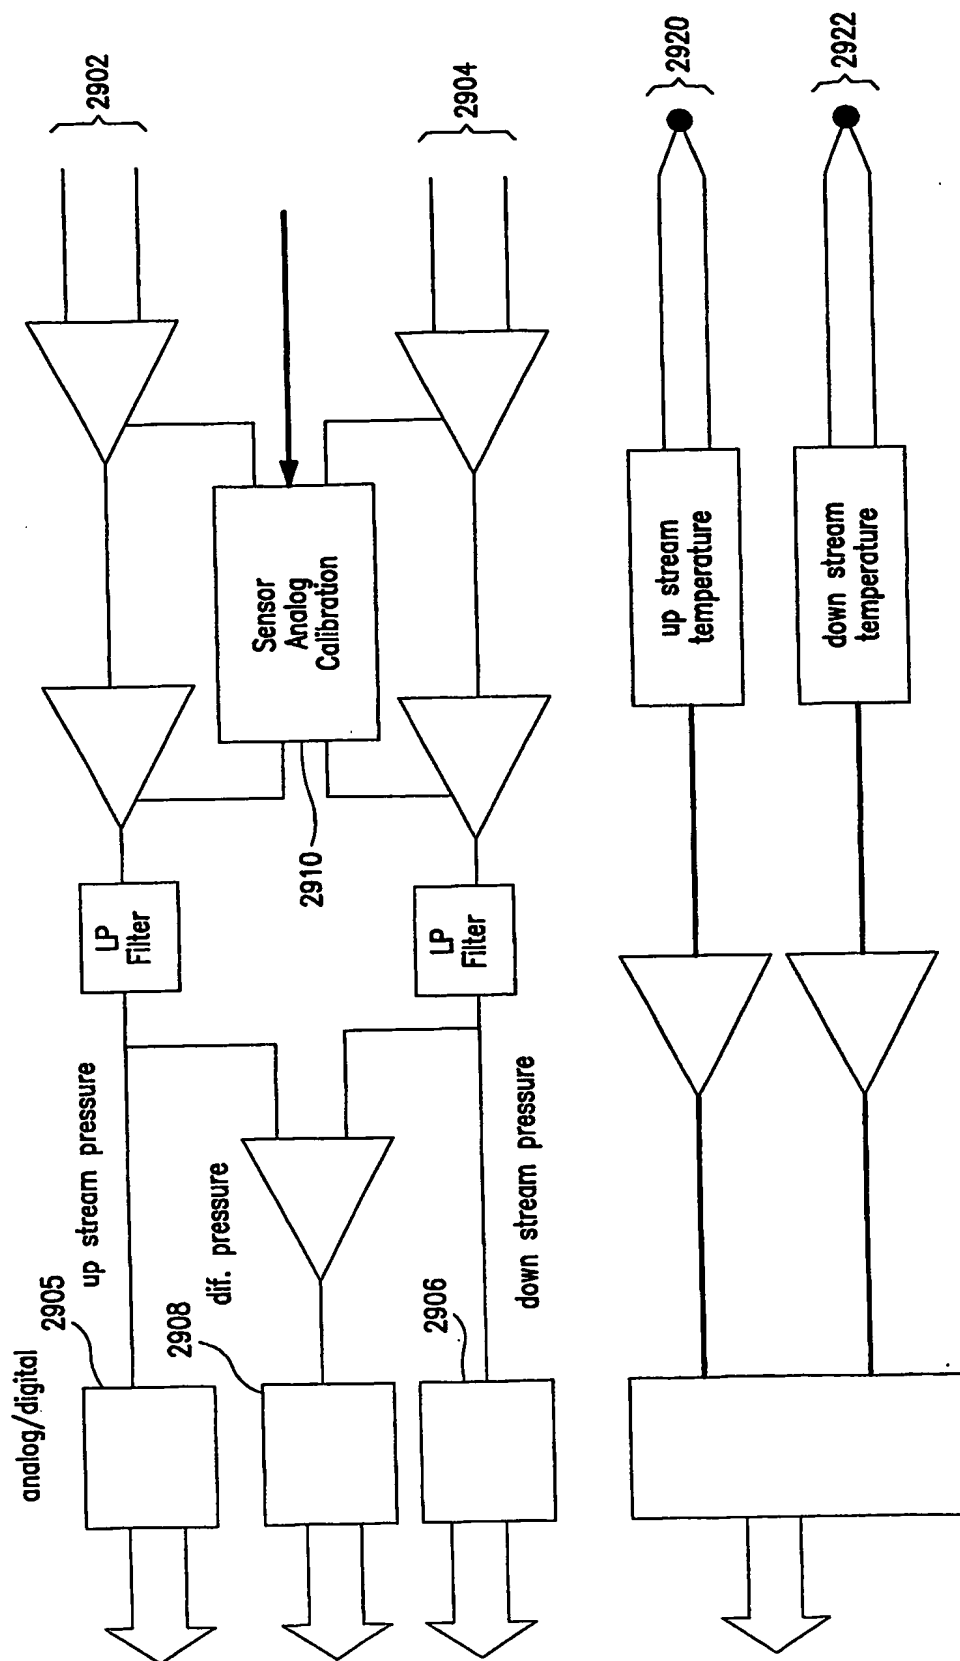 analog/digital
2905
up stream pressure
2908
dif. pressure
2906
down stream pressure
LP
Filter
LP
Filter
2910
Sensor
Analog
Calibration
2902
2904
up stream
temperature
down stream
temperature
2920
2922